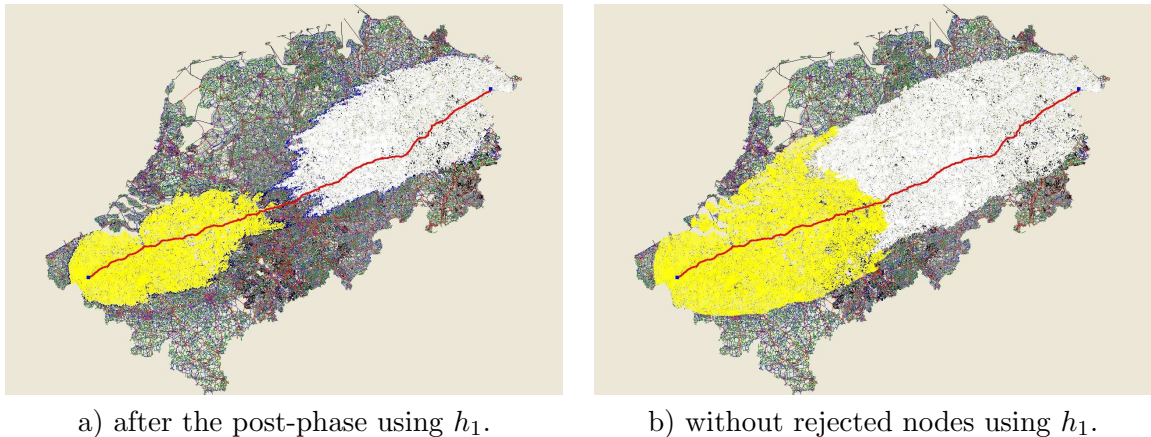 a) after the post-phase using h₁.
b) without rejected nodes using h₁.